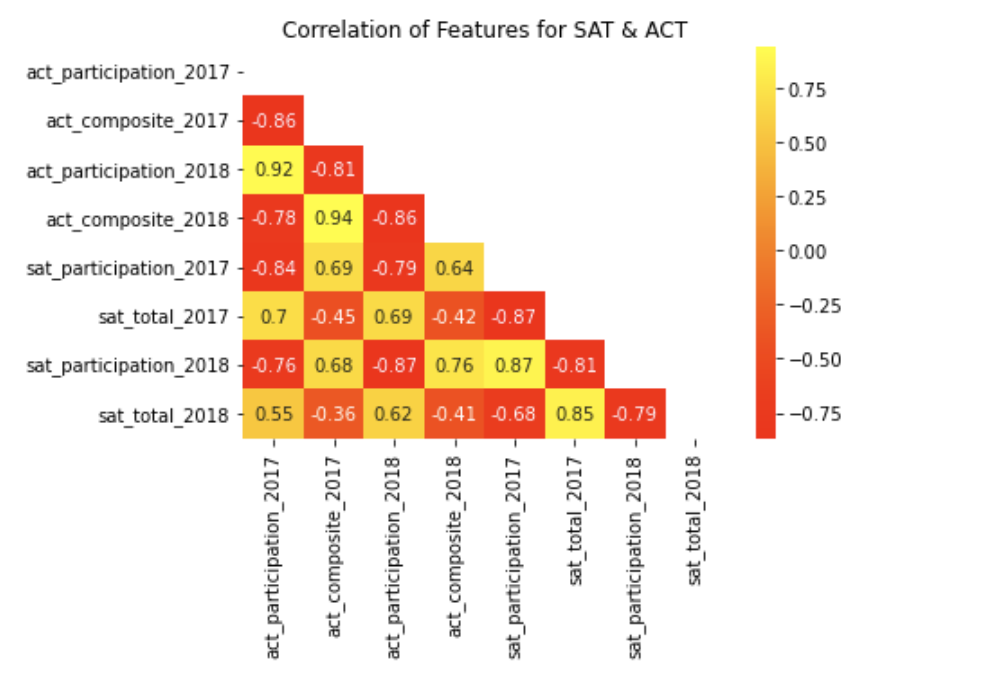 Correlation of Features for SAT & ACT
act_participation_2017
act_composite_2017 -0.86
act_participation_2018 0.92 -0.81
act_composite_2018 -0.78 0.94 -0.86
sat_participation_2017 -0.84 0.69 -0.79 0.64
sat_total_2017 0.7 -0.45 0.69 -0.42 -0.87
sat_participation_2018 -0.76 0.68 -0.87 0.76 0.87 -0.81
sat_total_2018 0.55 -0.36 0.62 -0.41 -0.68 0.85 -0.79
act_participation_2017
act_composite_2017
act_participation_2018
act_composite_2018
sat_participation_2017
sat_total_2017
sat_participation_2018
sat_total_2018
0.75
0.50
0.25
0.00
−0.25
−0.50
−0.75